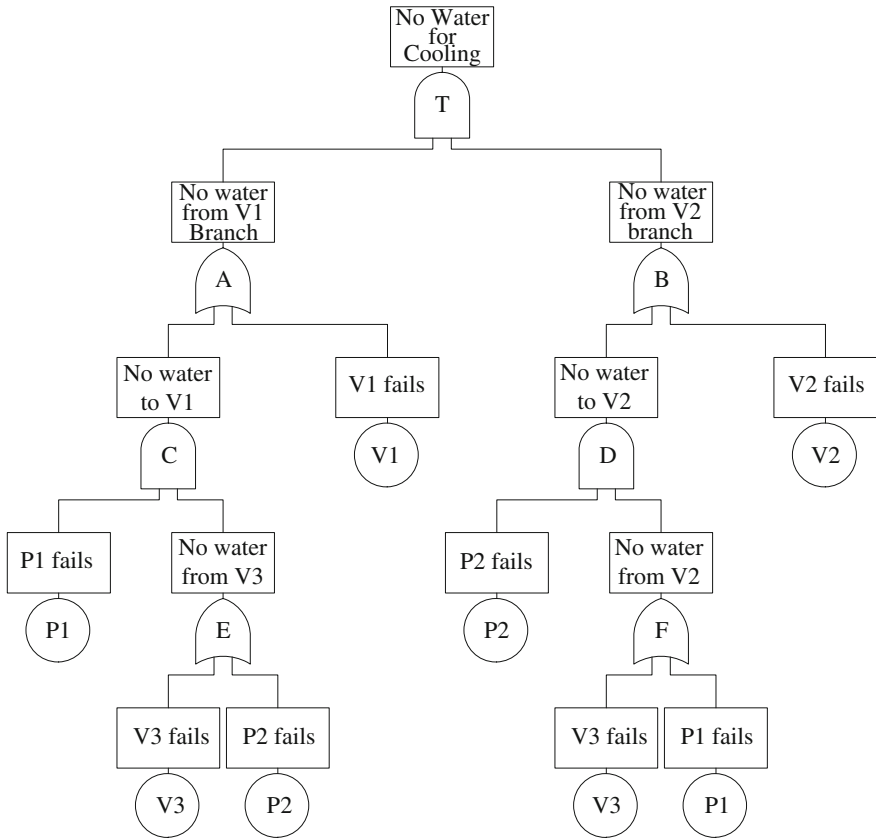 No Water
for
Cooling
T
No water
from V1
Branch
No water
from V2
branch
A
B
No water
to V1
V1 fails
No water
to V2
V2 fails
C
V1
D
V2
P1 fails
No water
from V3
P2 fails
No water
from V2
P1
E
P2
F
V3 fails
P2 fails
V3 fails
P1 fails
V3
P2
V3
P1